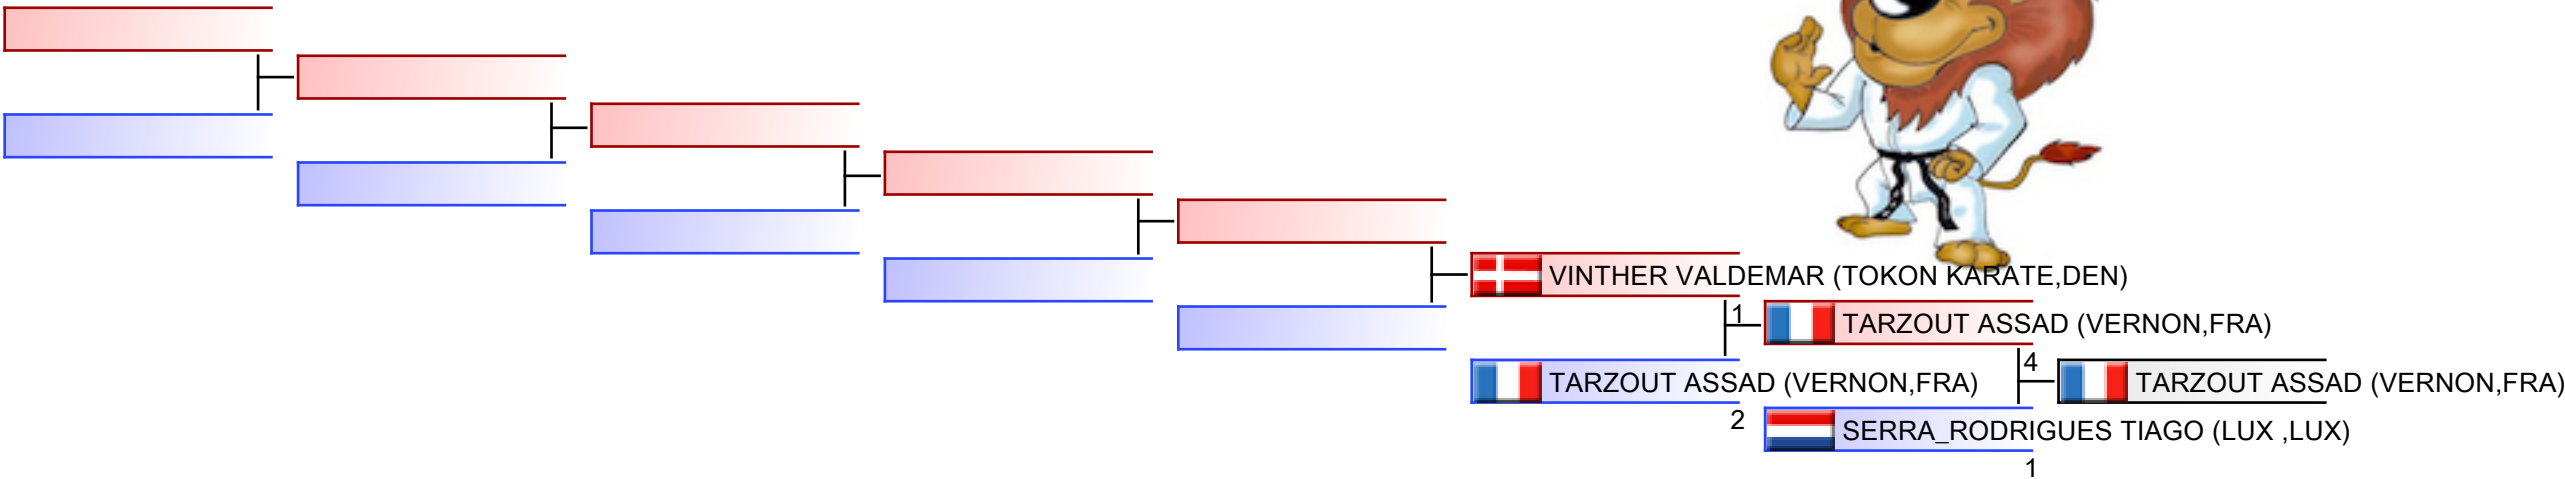 VINTHER VALDEMAR (TOKON KARATE,DEN)
1
TARZOUT ASSAD (VERNON,FRA)
4
TARZOUT ASSAD (VERNON,FRA)
TARZOUT ASSAD (VERNON,FRA)
2
SERRA_RODRIGUES TIAGO (LUX ,LUX)
1